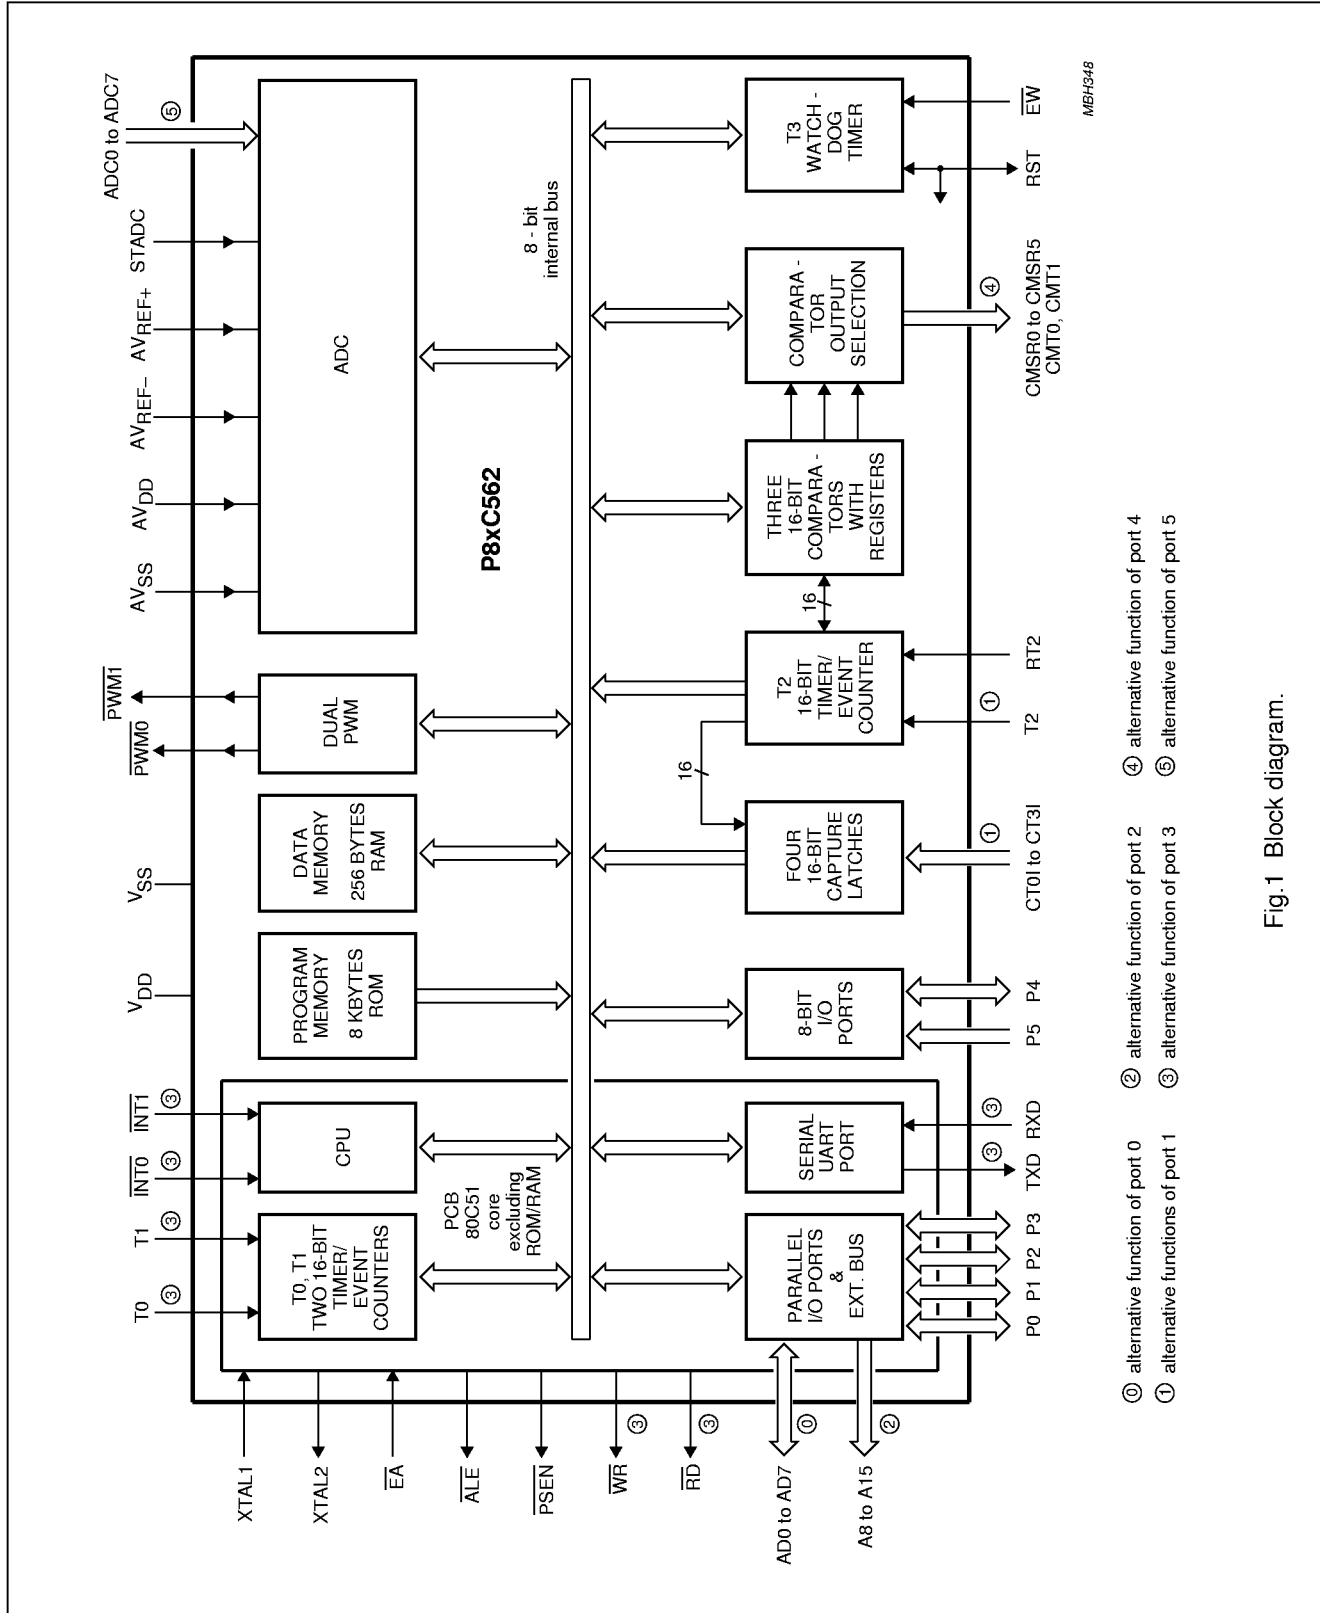 T0
③
T1
③
INT0
③
INT1
③
VDD
VSS
PWM0
PWM1
AVSS
AVDD
AVREF−
AVREF+
STADC
ADC0 to ADC7
⑤
XTAL1
XTAL2
EA
ALE
PSEN
WR
③
RD
③
AD0 to AD7
⓪
A8 to A15
②
T0, T1
TWO 16-BIT
TIMER/
EVENT
COUNTERS
CPU
PROGRAM
MEMORY
8 KBYTES
ROM
DATA
MEMORY
256 BYTES
RAM
DUAL
PWM
ADC
PCB
80C51
core
excluding
ROM/RAM
P8xC562
8 - bit
internal bus
16
16
PARALLEL
I/O PORTS
&
EXT. BUS
SERIAL
UART
PORT
8-BIT
I/O
PORTS
FOUR
16-BIT
CAPTURE
LATCHES
T2
16-BIT
TIMER/
EVENT
COUNTER
THREE
16-BIT
COMPARA -
TORS
WITH
REGISTERS
COMPARA -
TOR
OUTPUT
SELECTION
T3
WATCH -
DOG
TIMER
P0
P1
P2
P3
③
TXD
③
RXD
P5
P4
①
CT0I to CT3I
①
T2
RT2
④
CMSR0 to CMSR5
CMT0, CMT1
RST
EW
MBH348
⓪ alternative function of port 0
① alternative functions of port 1
② alternative function of port 2
③ alternative function of port 3
④ alternative function of port 4
⑤ alternative function of port 5
Fig.1 Block diagram.